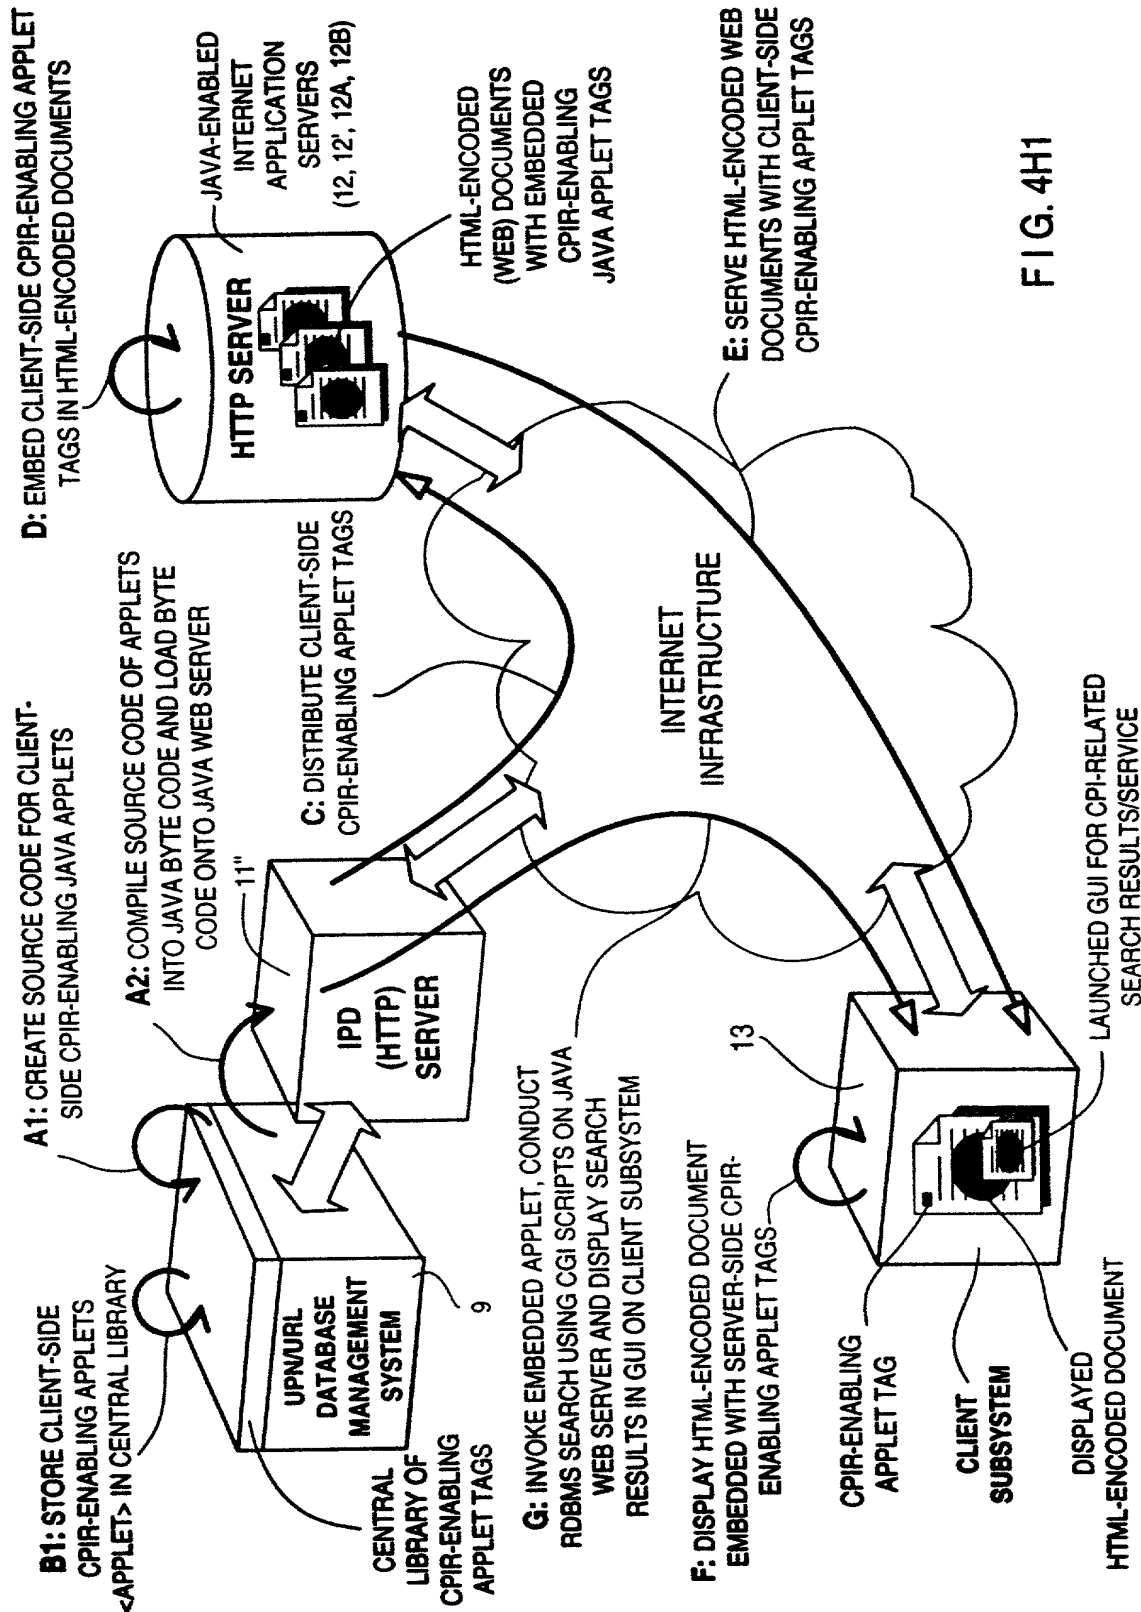 B1: STORE CLIENT-SIDE
CPIR-ENABLING APPLETS
<APPLET> IN CENTRAL LIBRARY
A1: CREATE SOURCE CODE FOR CLIENT-
SIDE CPIR-ENABLING JAVA APPLETS
A2: COMPILE SOURCE CODE OF APPLETS
INTO JAVA BYTE CODE AND LOAD BYTE
CODE ONTO JAVA WEB SERVER
D: EMBED CLIENT-SIDE CPIR-ENABLING APPLET
TAGS IN HTML-ENCODED DOCUMENTS
JAVA-ENABLED
INTERNET
APPLICATION
SERVERS
(12, 12', 12A, 12B)
HTTP SERVER
HTML-ENCODED
(WEB) DOCUMENTS
WITH EMBEDDED
CPIR-ENABLING
JAVA APPLET TAGS
C: DISTRIBUTE CLIENT-SIDE
CPIR-ENABLING APPLET TAGS
11"
IPD
(HTTP)
SERVER
UPN/URL
DATABASE
MANAGEMENT
SYSTEM
9
CENTRAL
LIBRARY OF
CPIR-ENABLING
APPLET TAGS
INTERNET
INFRASTRUCTURE
E: SERVE HTML-ENCODED WEB
DOCUMENTS WITH CLIENT-SIDE
CPIR-ENABLING APPLET TAGS
G: INVOKE EMBEDDED APPLET, CONDUCT
RDBMS SEARCH USING CGI SCRIPTS ON JAVA
WEB SERVER AND DISPLAY SEARCH
RESULTS IN GUI ON CLIENT SUBSYSTEM
F: DISPLAY HTML-ENCODED DOCUMENT
EMBEDDED WITH SERVER-SIDE CPIR-
ENABLING APPLET TAGS
13
CPIR-ENABLING
APPLET TAG
CLIENT
SUBSYSTEM
DISPLAYED
HTML-ENCODED DOCUMENT
LAUNCHED GUI FOR CPI-RELATED
SEARCH RESULTS/SERVICE
FIG. 4H1